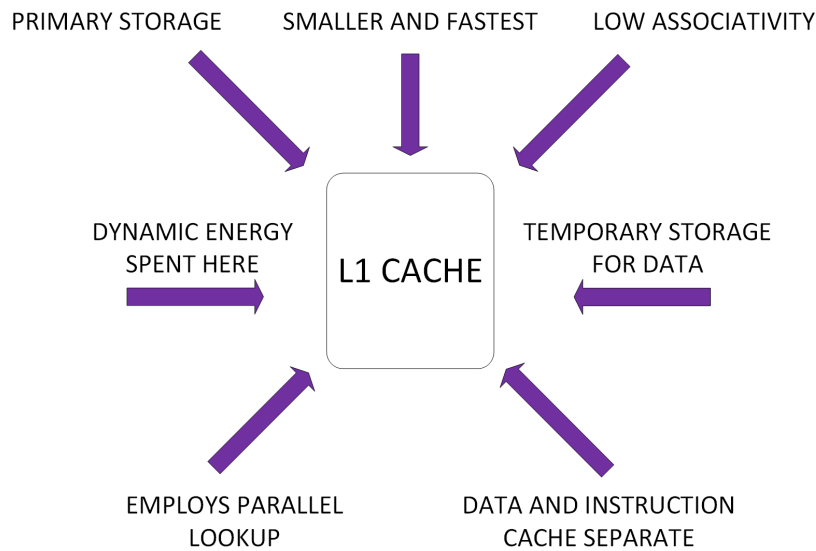 PRIMARY STORAGE
SMALLER AND FASTEST
LOW ASSOCIATIVITY
DYNAMIC ENERGY
SPENT HERE
L1 CACHE
TEMPORARY STORAGE
FOR DATA
EMPLOYS PARALLEL
LOOKUP
DATA AND INSTRUCTION
CACHE SEPARATE